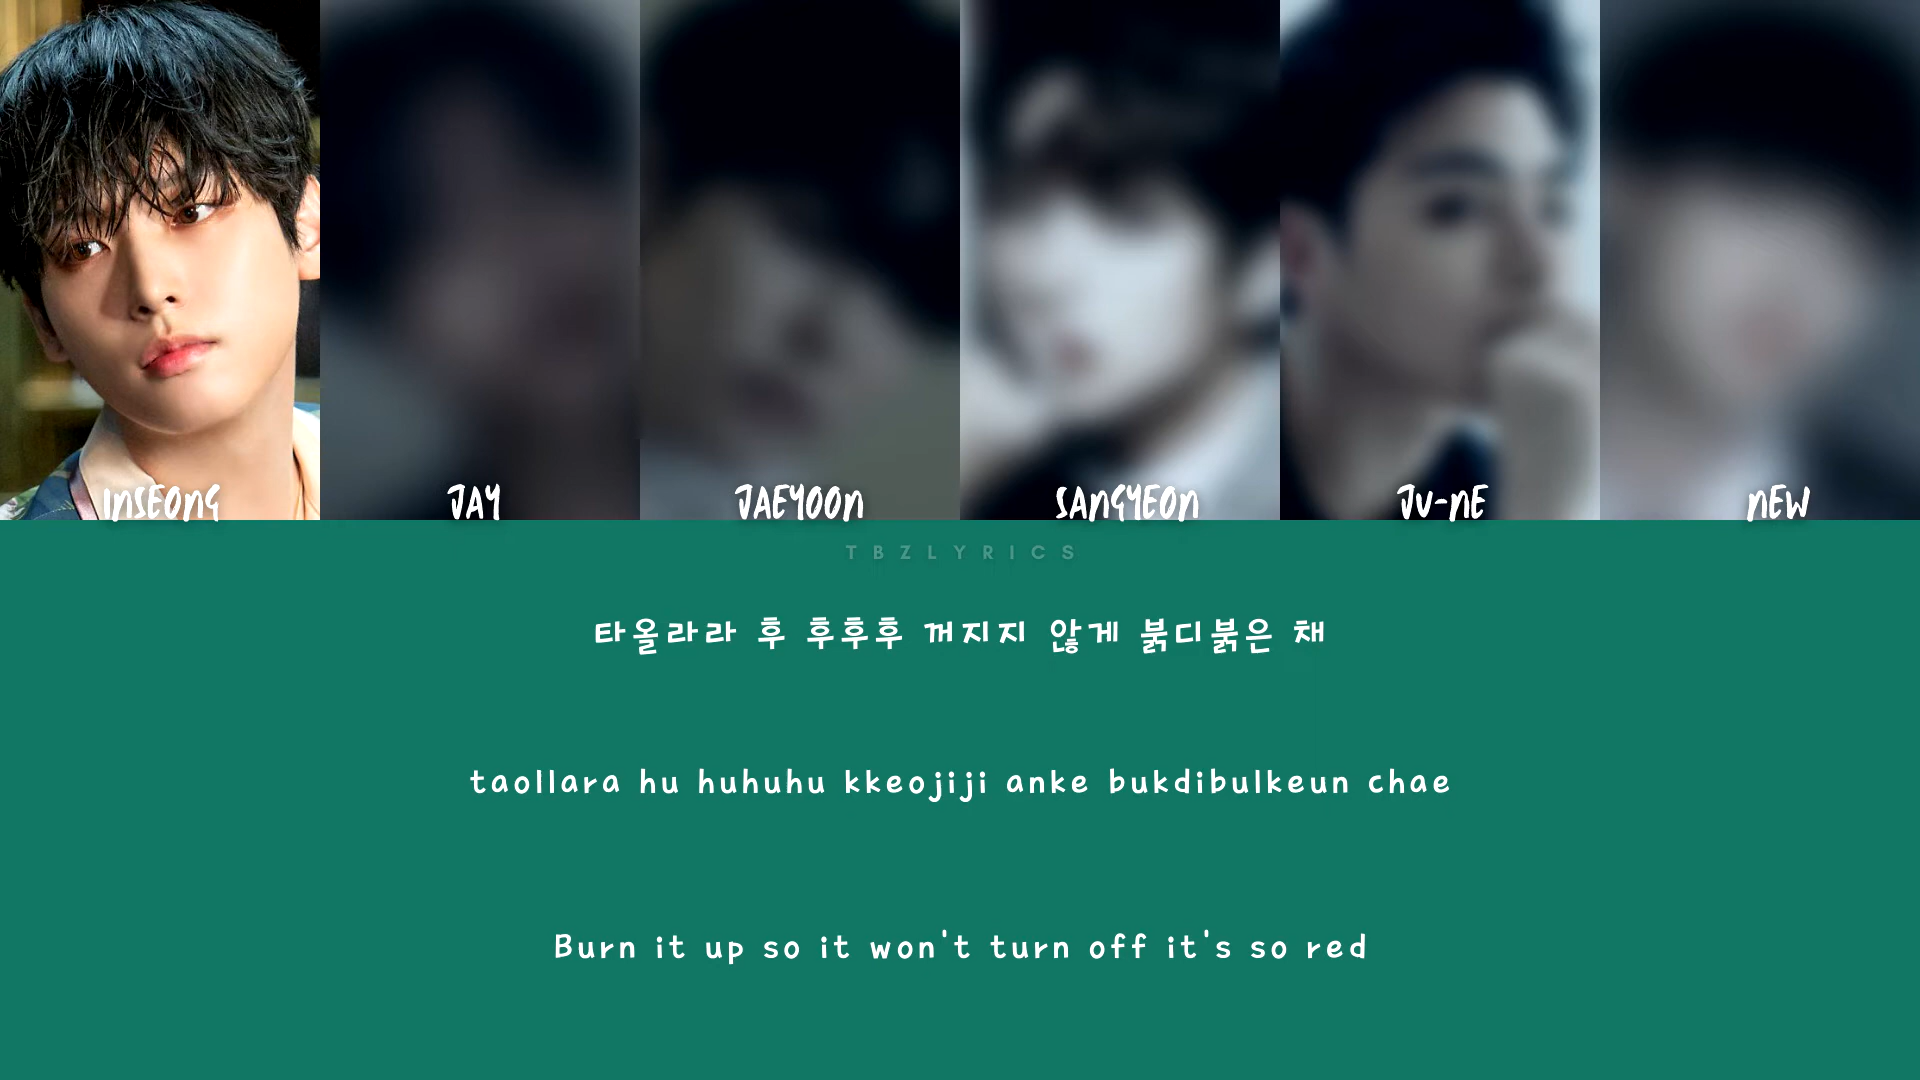 INSEONG JAY JAEYOON SANGYEON JU-NE NEW
TBZLYRICS
타올라라 후 후후후 꺼지지 않게 붉디붉은 채
taollara hu huhuhu kkeojiji anke bukdibulkeun chae
Burn it up so it won't turn off it's so red